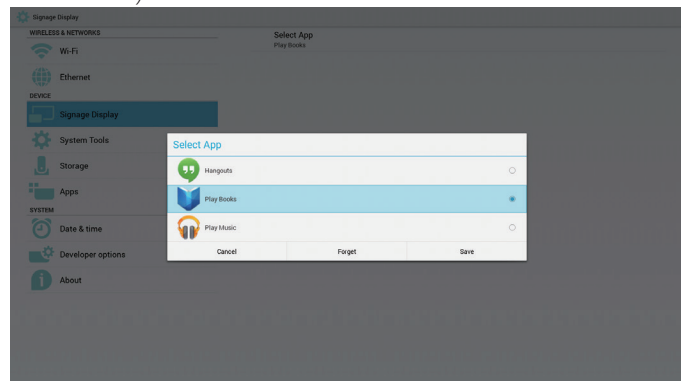 Signage Display
WIRELESS & NETWORKS
Wi-Fi
Ethernet
DEVICE
Signage Display
System Tools
Storage
Apps
SYSTEM
Date & time
Developer options
About
Select App
Play Books
Select App
Hangouts
Play Books
Play Music
Cancel Forget Save